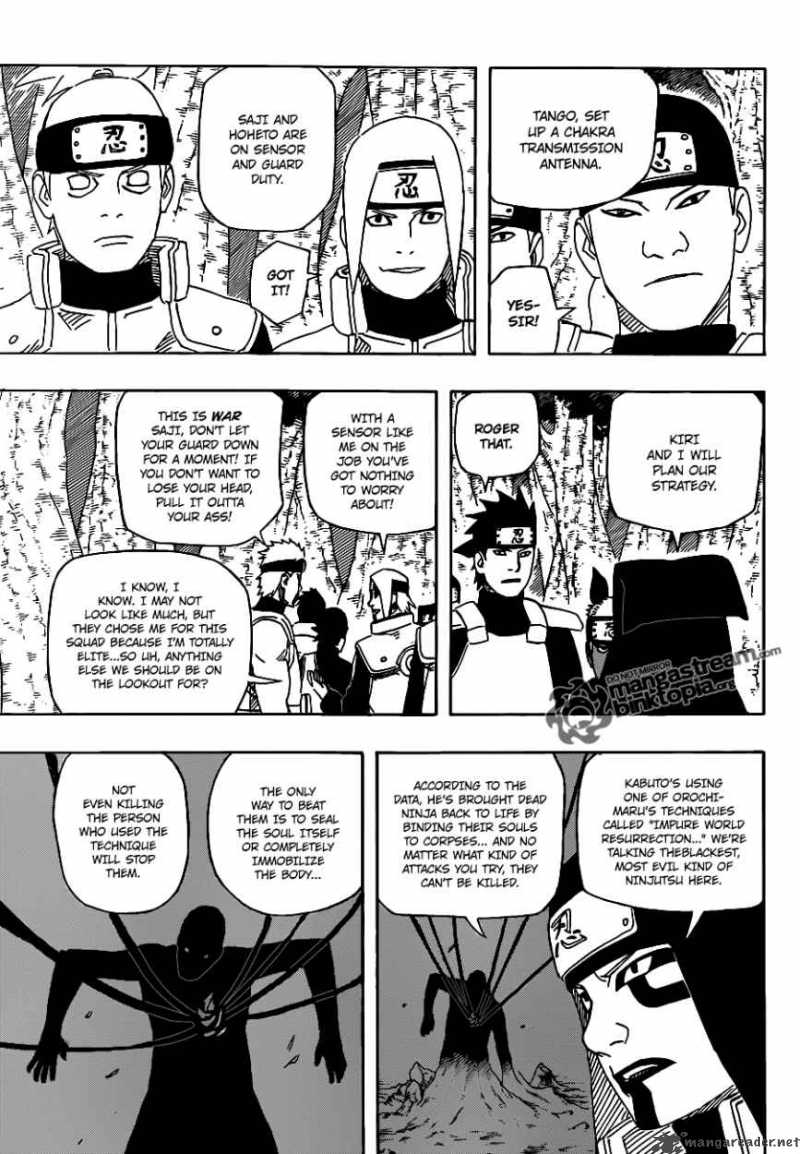 TANGO, SET
UP A CHAKRA
TRANSMISSION
ANTENNA.
YES-
SIR!
忍
SAJI AND
HOHETO ARE
ON SENSOR
AND GUARD
DUTY.
GOT
IT!
忍
忍
KIRI
AND I WILL
PLAN OUR
STRATEGY.
ROGER
THAT.
忍
WITH A
SENSOR LIKE
ME ON THE
JOB YOU'VE
GOT NOTHING
TO WORRY
ABOUT!
THIS IS WAR
SAJI, DON'T LET
YOUR GUARD DOWN
FOR A MOMENT! IF
YOU DON'T WANT TO
LOSE YOUR HEAD,
PULL IT OUTTA
YOUR ASS!
I KNOW, I
KNOW. I MAY NOT
LOOK LIKE MUCH, BUT
THEY CHOSE ME FOR THIS
SQUAD BECAUSE I'M TOTALLY
ELITE...SO UH, ANYTHING
ELSE WE SHOULD BE ON
THE LOOKOUT FOR?
DO NOT MIRROR
mangastream.com
binktopia.org
KABUTO'S USING
ONE OF OROCHI-
MARU'S TECHNIQUES
CALLED "IMPURE WORLD
RESURRECTION..." WE'RE
TALKING THEBLACKEST,
MOST EVIL KIND OF
NINJUTSU HERE.
忍
ACCORDING TO THE
DATA, HE'S BROUGHT DEAD
NINJA BACK TO LIFE BY
BINDING THEIR SOULS
TO CORPSES... AND NO
MATTER WHAT KIND OF
ATTACKS YOU TRY, THEY
CAN'T BE KILLED.
THE ONLY
WAY TO BEAT
THEM IS TO SEAL
THE SOUL ITSELF
OR COMPLETELY
IMMOBILIZE
THE BODY...
NOT
EVEN KILLING
THE PERSON
WHO USED THE
TECHNIQUE
WILL STOP
THEM.
mangareader.net